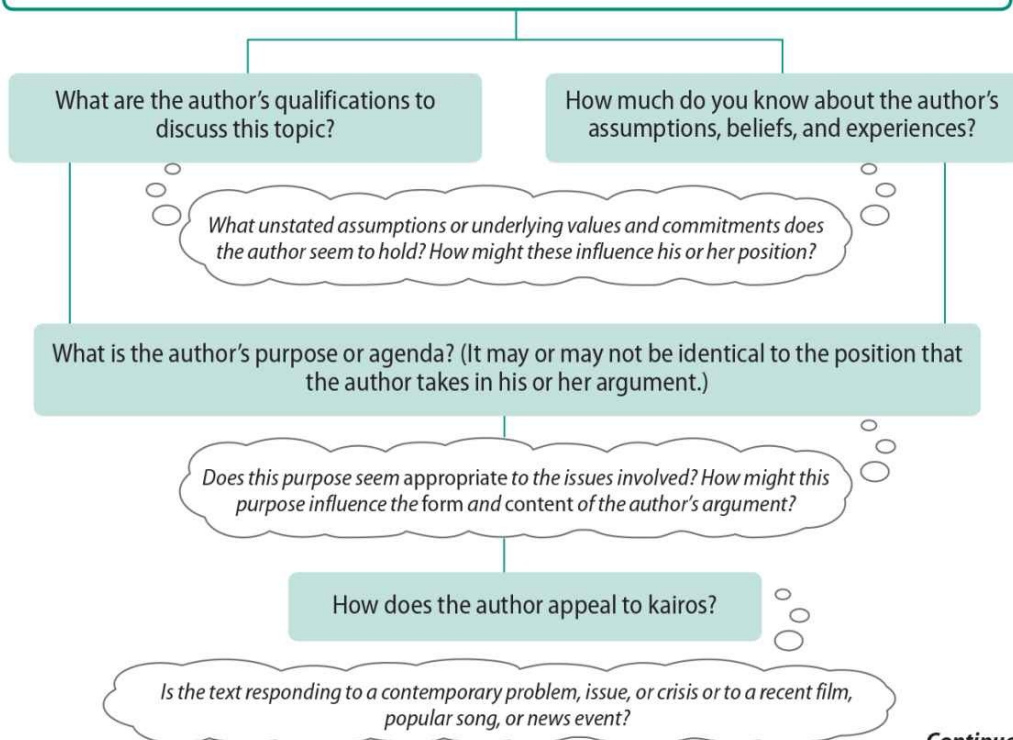 What are the author's qualifications to
discuss this topic?
How much do you know about the author's
assumptions, beliefs, and experiences?
What unstated assumptions or underlying values and commitments does
the author seem to hold? How might these influence his or her position?
What is the author's purpose or agenda? (It may or may not be identical to the position that
the author takes in his or her argument.)
Does this purpose seem appropriate to the issues involved? How might this
purpose influence the form and content of the author's argument?
How does the author appeal to kairos?
Is the text responding to a contemporary problem, issue, or crisis or to a recent film,
popular song, or news event?